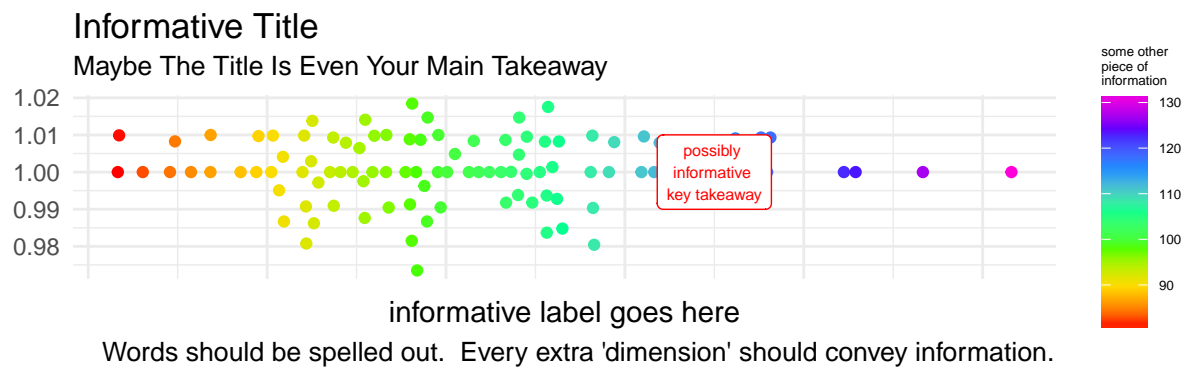 Informative Title
Maybe The Title Is Even Your Main Takeaway
some other
piece of
information
1.02
1.01
1.00
0.99
0.98
possibly
informative
key takeaway
130
120
110
100
90
informative label goes here
Words should be spelled out.  Every extra 'dimension' should convey information.